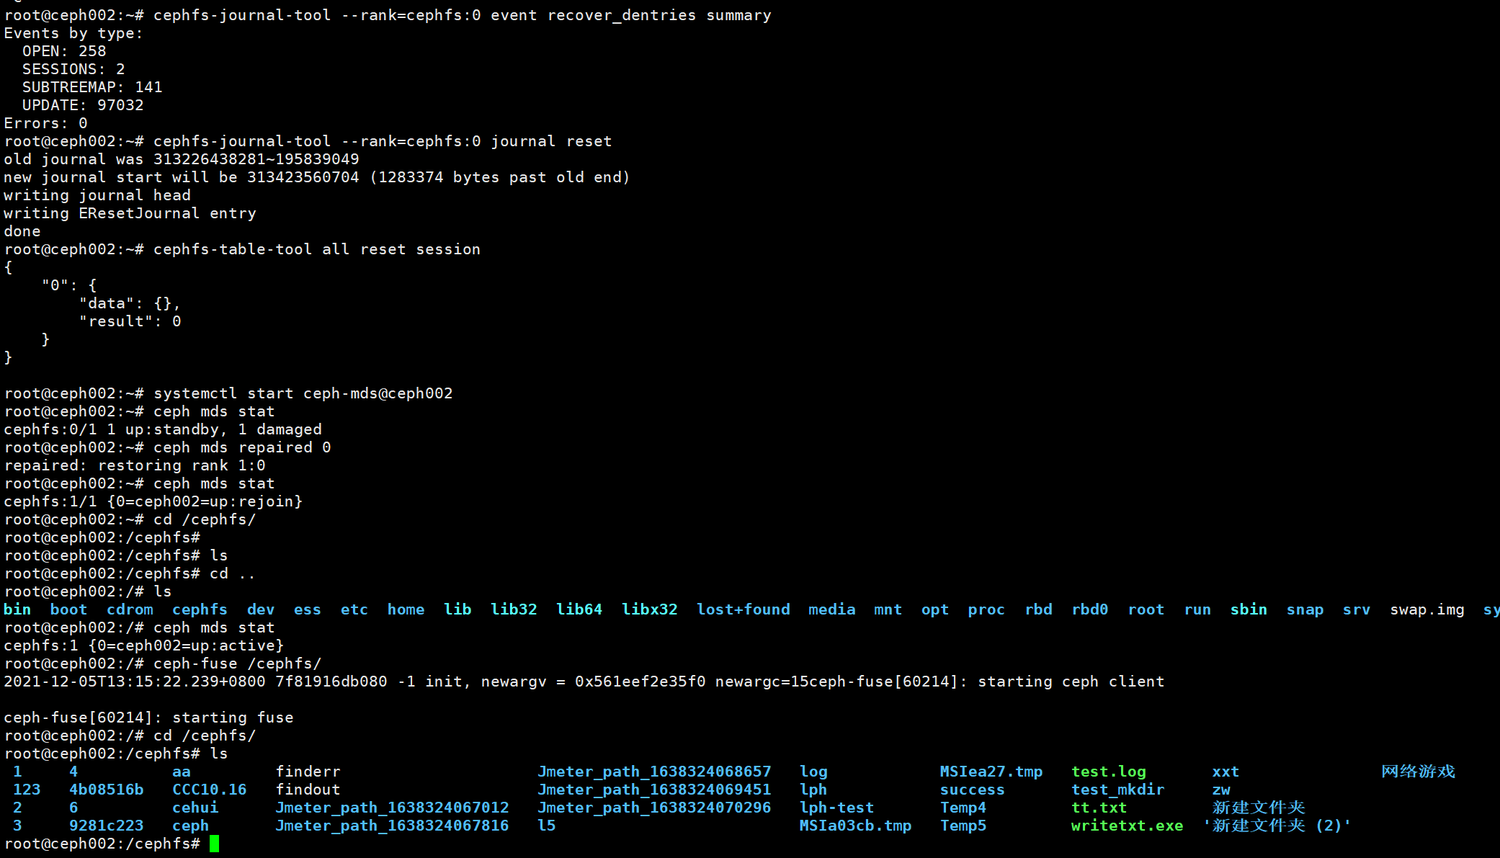 root@ceph002:~# cephfs-journal-tool --rank=cephfs:0 event recover_dentries summary
Events by type:
  OPEN: 258
  SESSIONS: 2
  SUBTREEMAP: 141
  UPDATE: 97032
Errors: 0
root@ceph002:~# cephfs-journal-tool --rank=cephfs:0 journal reset
old journal was 313226438281~195839049
new journal start will be 313423560704 (1283374 bytes past old end)
writing journal head
writing EResetJournal entry
done
root@ceph002:~# cephfs-table-tool all reset session
{
    "0": {
        "data": {},
        "result": 0
    }
}
root@ceph002:~# systemctl start ceph-mds@ceph002
root@ceph002:~# ceph mds stat
cephfs:0/1 1 up:standby, 1 damaged
root@ceph002:~# ceph mds repaired 0
repaired: restoring rank 1:0
root@ceph002:~# ceph mds stat
cephfs:1/1 {0=ceph002=up:rejoin}
root@ceph002:~# cd /cephfs/
root@ceph002:/cephfs#
root@ceph002:/cephfs# ls
root@ceph002:/cephfs# cd ..
root@ceph002:/# ls
bin  boot  cdrom  cephfs  dev  ess  etc  home  lib  lib32  lib64  libx32  lost+found  media  mnt  opt  proc  rbd  rbd0  root  run  sbin  snap  srv  swap.img  sy
root@ceph002:/# ceph mds stat
cephfs:1 {0=ceph002=up:active}
root@ceph002:/# ceph-fuse /cephfs/
2021-12-05T13:15:22.239+0800 7f81916db080 -1 init, newargv = 0x561eef2e35f0 newargc=15ceph-fuse[60214]: starting ceph client
ceph-fuse[60214]: starting fuse
root@ceph002:/# cd /cephfs/
root@ceph002:/cephfs# ls
 1     4          aa         finderr                     Jmeter_path_1638324068657   log          MSIea27.tmp   test.log       xxt               网络游戏
 123   4b08516b   CCC10.16   findout                     Jmeter_path_1638324069451   lph          success       test_mkdir     zw
 2     6          cehui      Jmeter_path_1638324067012   Jmeter_path_1638324070296   lph-test     Temp4         tt.txt         新建文件夹
 3     9281c223   ceph       Jmeter_path_1638324067816   l5                          MSIa03cb.tmp   Temp5         writetxt.exe  '新建文件夹 (2)'
root@ceph002:/cephfs#